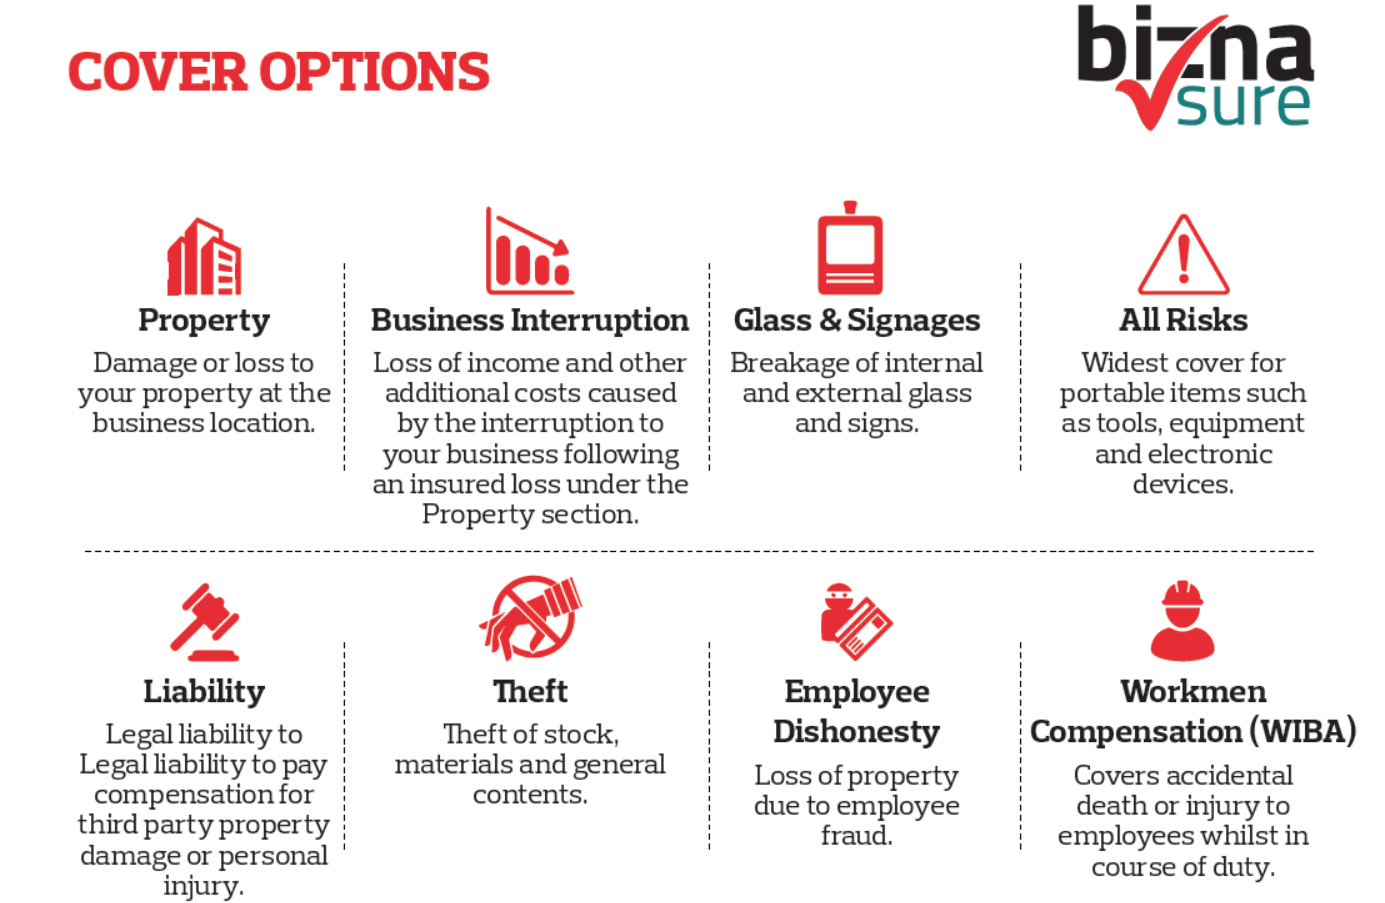 COVER OPTIONS
bizna
sure
Property
Damage or loss to
your property at the
business location.
Business Interruption
Loss of income and other
additional costs caused
by the interruption to
your business following
an insured loss under the
Property section.
Glass & Signages
Breakage of internal
and external glass
and signs.
All Risks
Widest cover for
portable items such
as tools, equipment
and electronic
devices.
Liability
Legal liability to
Legal liability to pay
compensation for
third party property
damage or personal
injury.
Theft
Theft of stock,
materials and general
contents.
Employee
Dishonesty
Loss of property
due to employee
fraud.
Workmen
Compensation (WIBA)
Covers accidental
death or injury to
employees whilst in
course of duty.